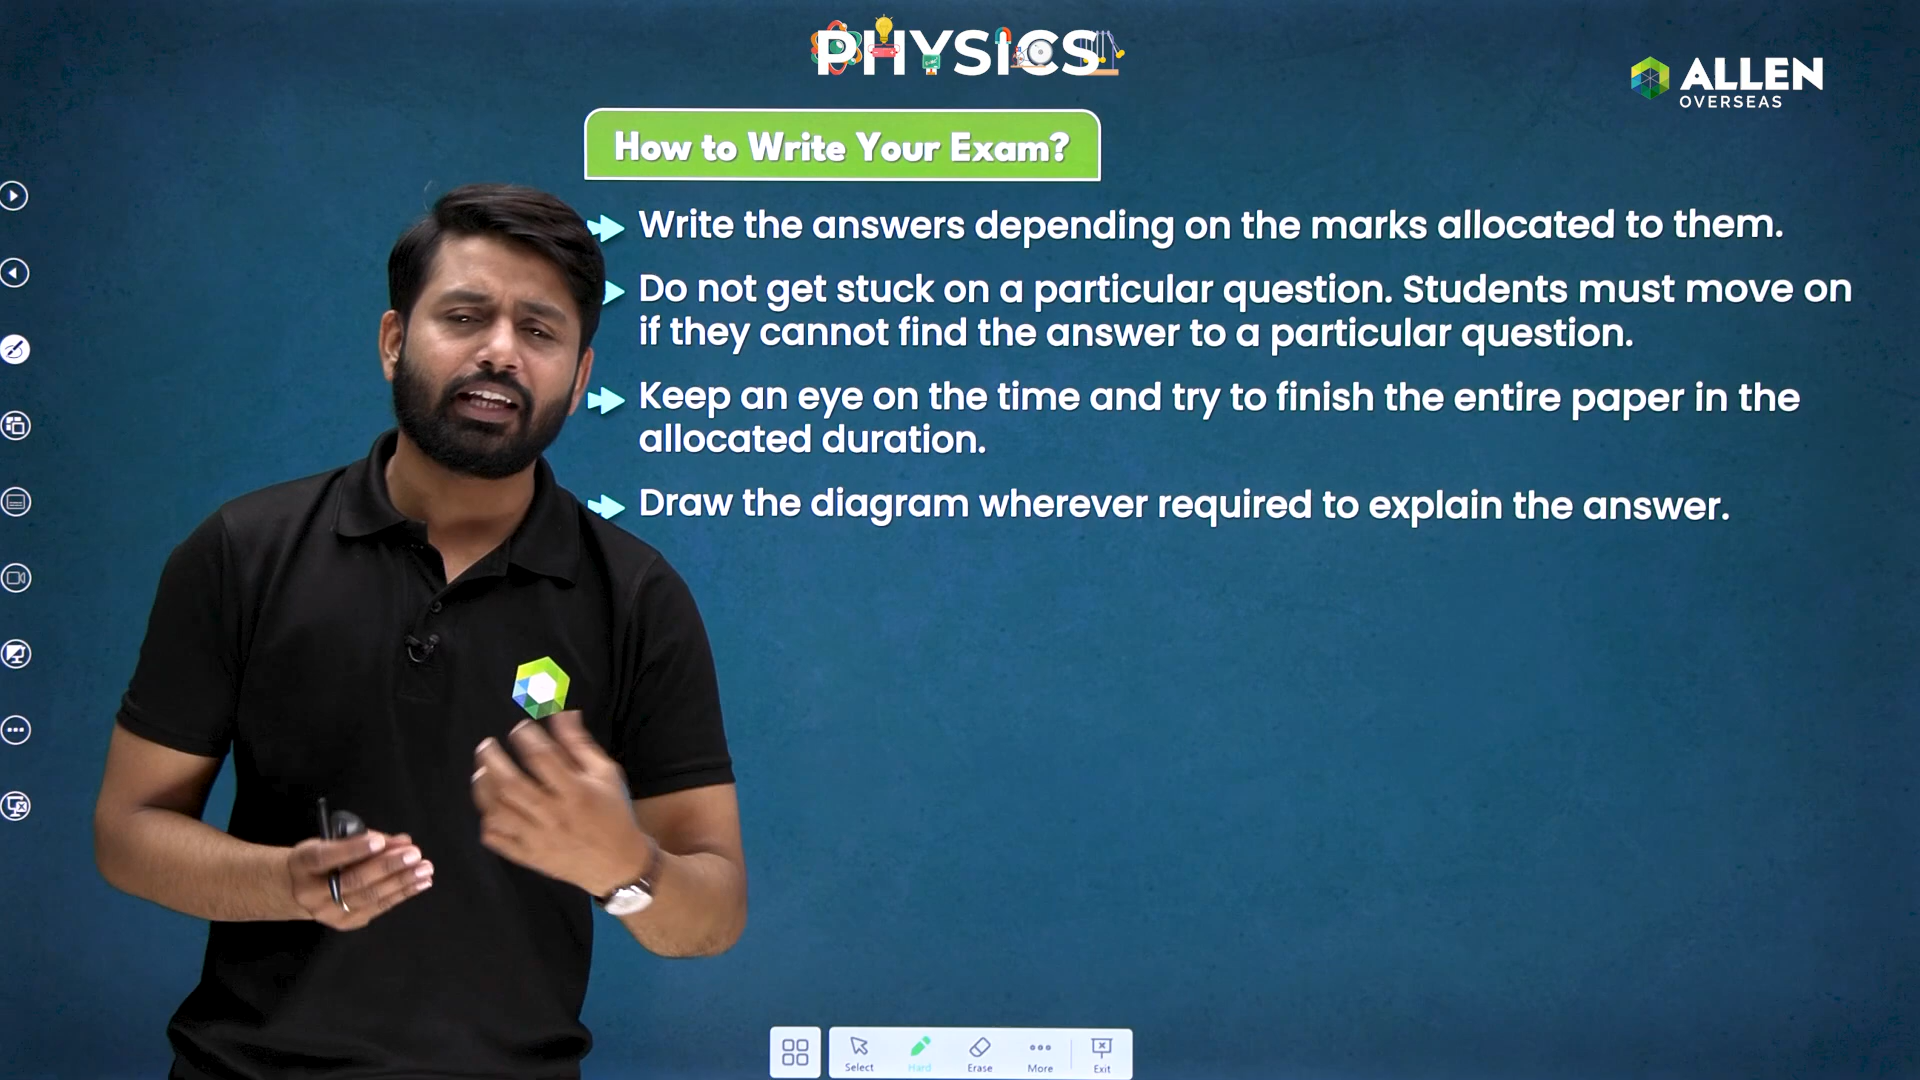 PHYSICS
ALLEN
OVERSEAS
How to Write Your Exam?
Write the answers depending on the marks allocated to them.
Do not get stuck on a particular question. Students must move on
if they cannot find the answer to a particular question.
Keep an eye on the time and try to finish the entire paper in the
allocated duration.
Draw the diagram wherever required to explain the answer.
Select
Hard
Erase
More
Exit